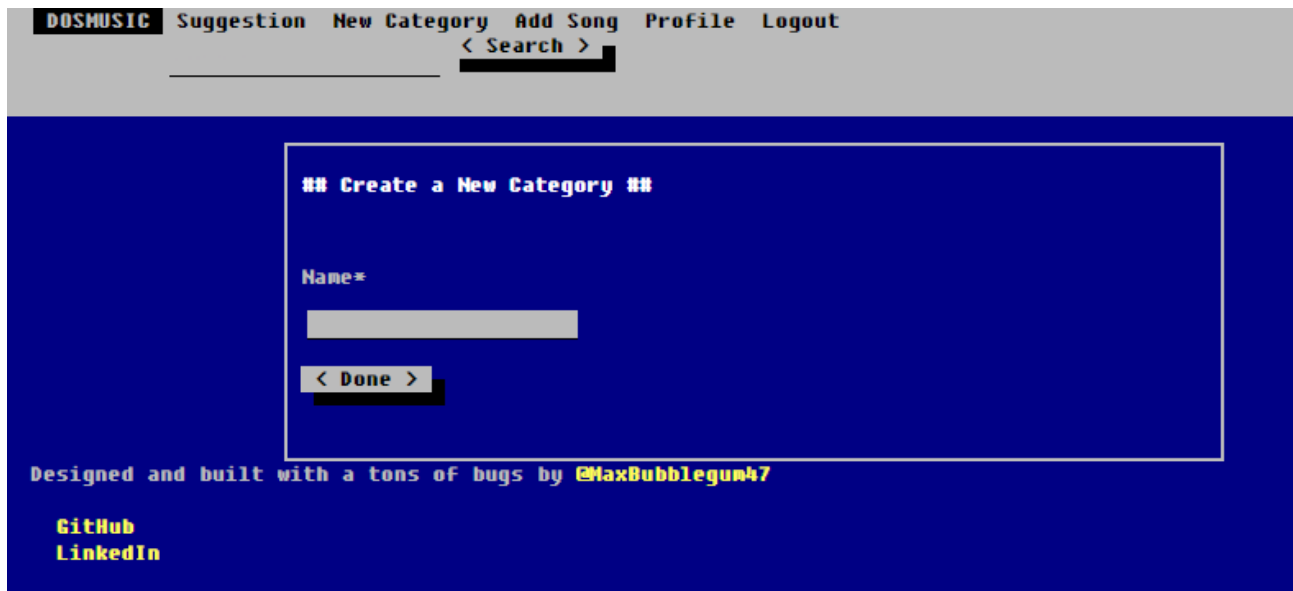 DOSMUSIC Suggestion New Category Add Song Profile Logout
< Search >
## Create a New Category ##
Name*
< Done >
Designed and built with a tons of bugs by @MaxBubblegum47
GitHub
LinkedIn